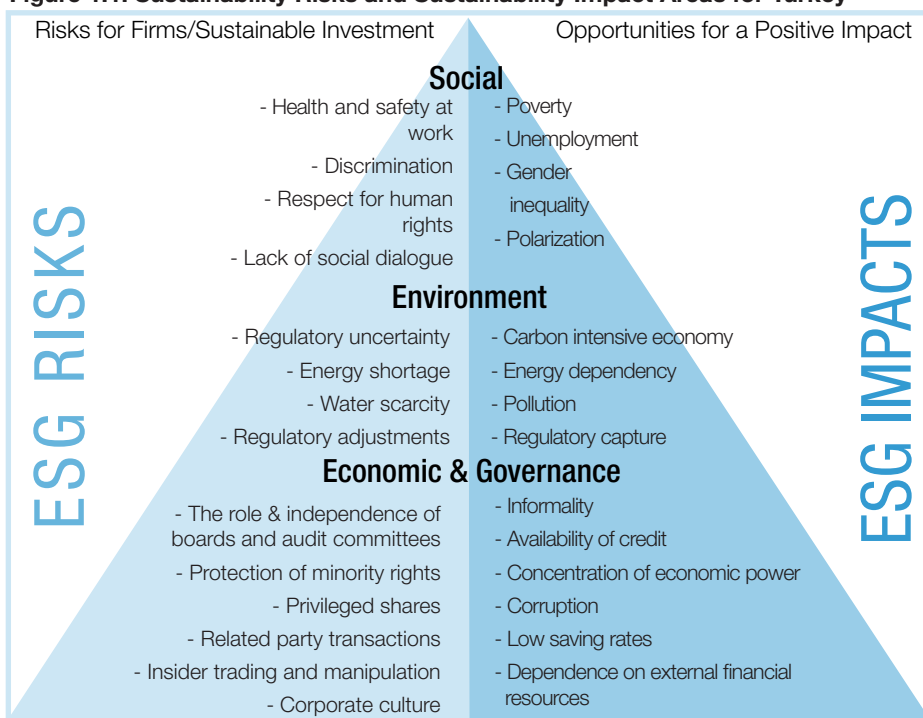 Risks for Firms/Sustainable Investment
Opportunities for a Positive Impact
ESG RISKS
Social
- Health and safety at
work
- Discrimination
- Respect for human
rights
- Lack of social dialogue
- Poverty
- Unemployment
- Gender
inequality
- Polarization
Environment
- Regulatory uncertainty
- Energy shortage
- Water scarcity
- Regulatory adjustments
- Carbon intensive economy
- Energy dependency
- Pollution
- Regulatory capture
Economic & Governance
- The role & independence of
boards and audit committees
- Protection of minority rights
- Privileged shares
- Related party transactions
- Insider trading and manipulation
- Corporate culture
- Informality
- Availability of credit
- Concentration of economic power
- Corruption
- Low saving rates
- Dependence on external financial
resources
ESG IMPACTS